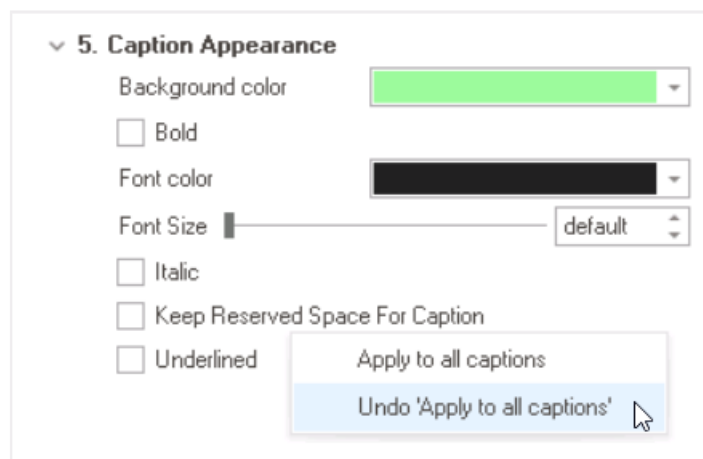 5. Caption Appearance
Background color
Bold
Font color
Font Size default
Italic
Keep Reserved Space For Caption
Underlined Apply to all captions
Undo 'Apply to all captions'